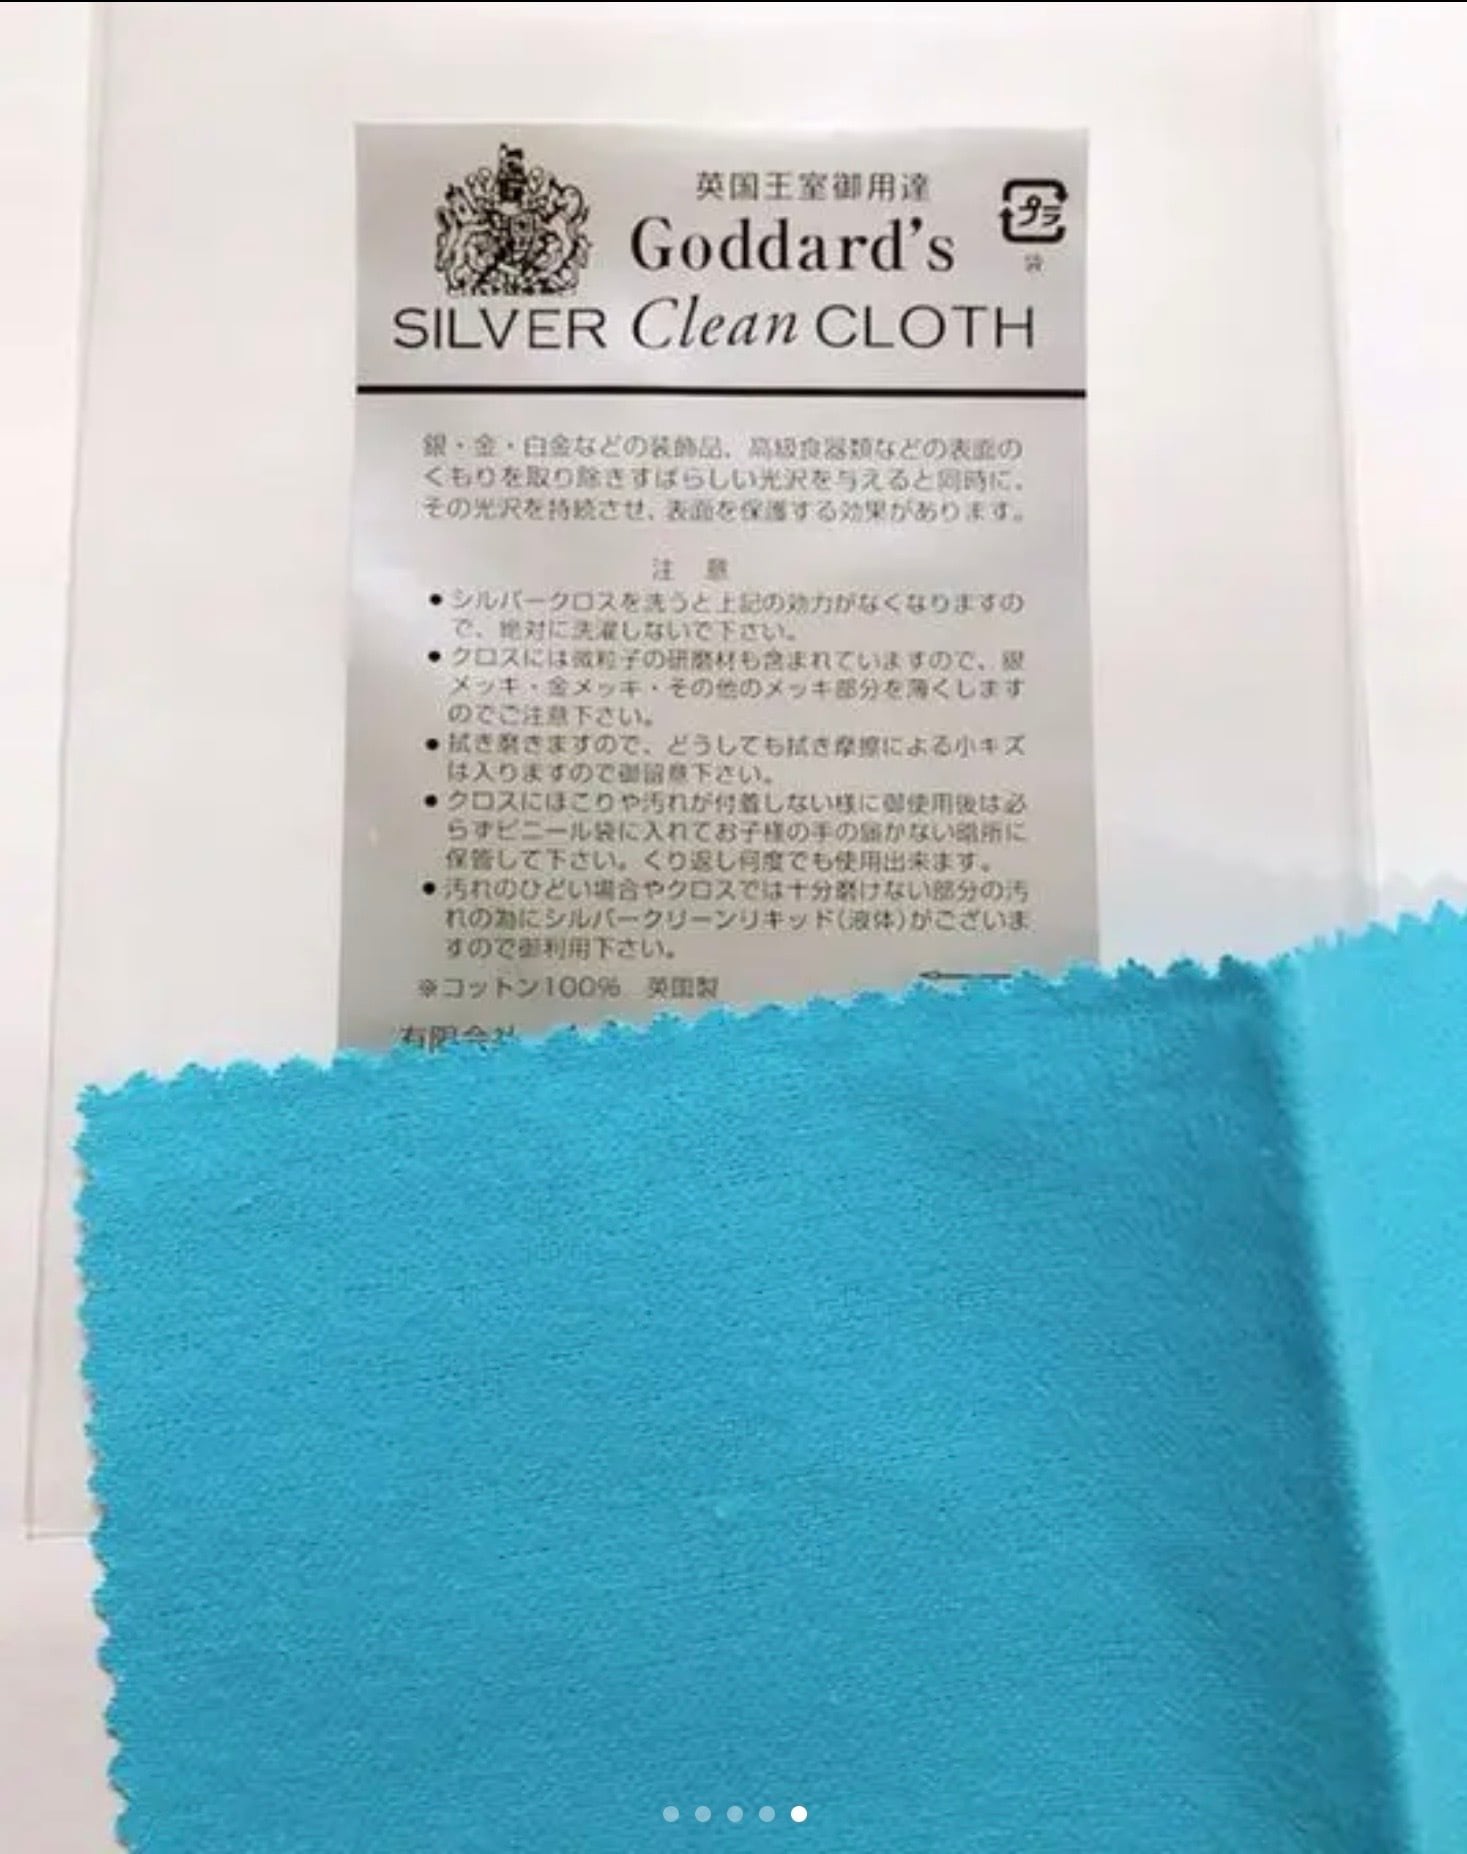 英国王室御用達
Goddard's
プラ
袋
SILVER Clean CLOTH
銀・金・白金などの装飾品、高級食器類などの表面の
くもりを取り除きすばらしい光沢を与えると同時に、
その光沢を持続させ、表面を保護する効果があります。
注 意
●シルバークロスを洗うと上記の効力がなくなりますの
で、絶対に洗濯しないで下さい。
●クロスには微粒子の研磨材も含まれていますので、銀
メッキ・金メッキ・その他のメッキ部分を薄くします
のでご注意下さい。
●拭き磨きますので、どうしても拭き摩擦による小キズ
は入りますので御留意下さい。
●クロスにほこりや汚れが付着しない様に御使用後は必
らずビニール袋に入れてお子様の手の届かない暗所に
保管して下さい。くり返し何度でも使用出来ます。
●汚れのひどい場合やクロスでは十分磨けない部分の汚
れの為にシルバークリーンリキッド(液体)がございま
すので御利用下さい。
※コットン100% 英国製
有限会社